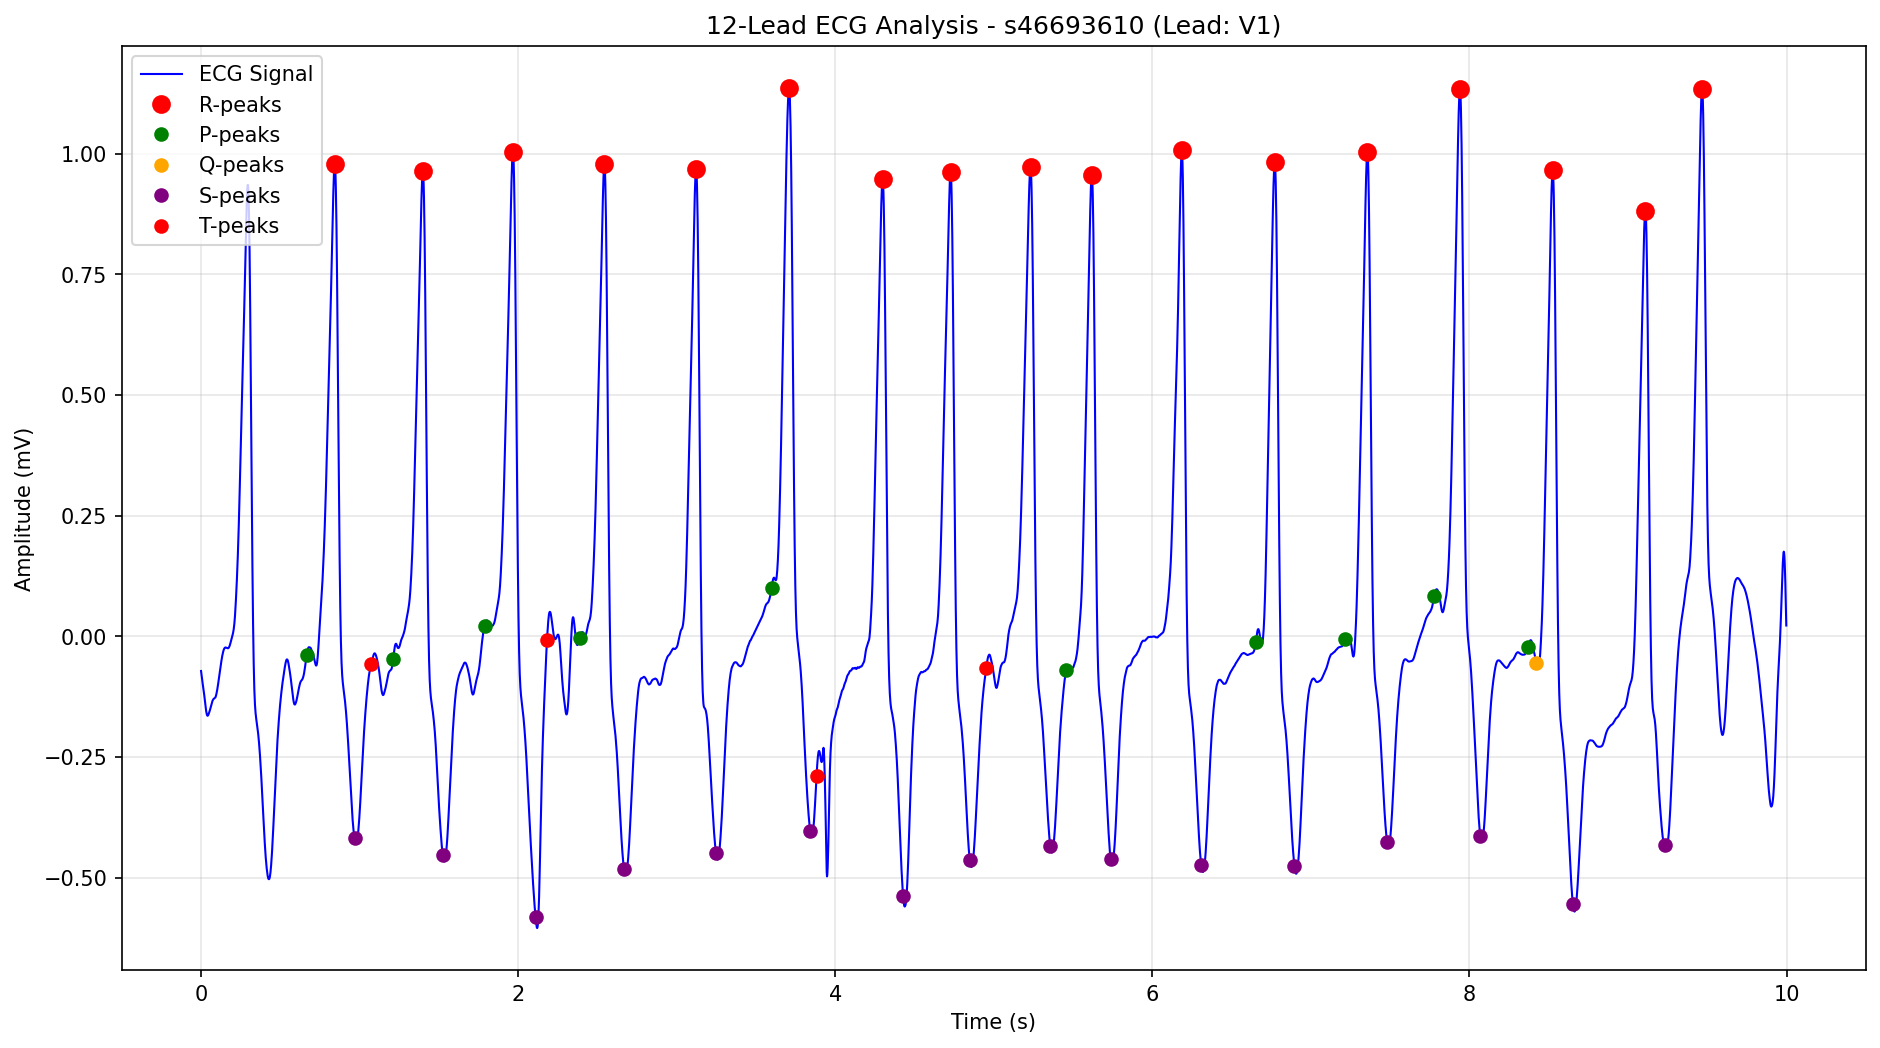 12-Lead ECG Analysis - s46693610 (Lead: V1)
ECG Signal
R-peaks
P-peaks
Q-peaks
S-peaks
T-peaks
Amplitude (mV)
1.00
0.75
0.50
0.25
0.00
−0.25
−0.50
0 2 4 6 8 10
Time (s)